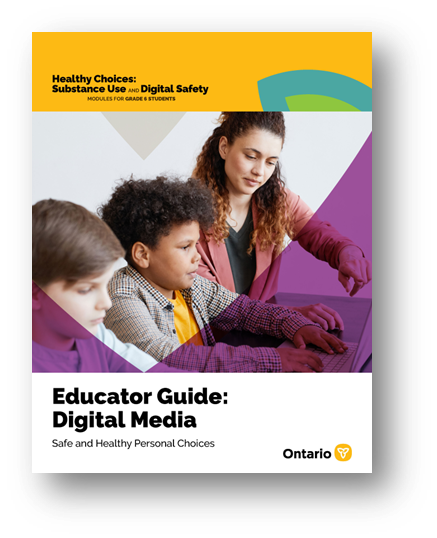 Healthy Choices:
Substance Use AND Digital Safety
MODULES FOR GRADE 6 STUDENTS
Educator Guide:
Digital Media
Safe and Healthy Personal Choices
Ontario